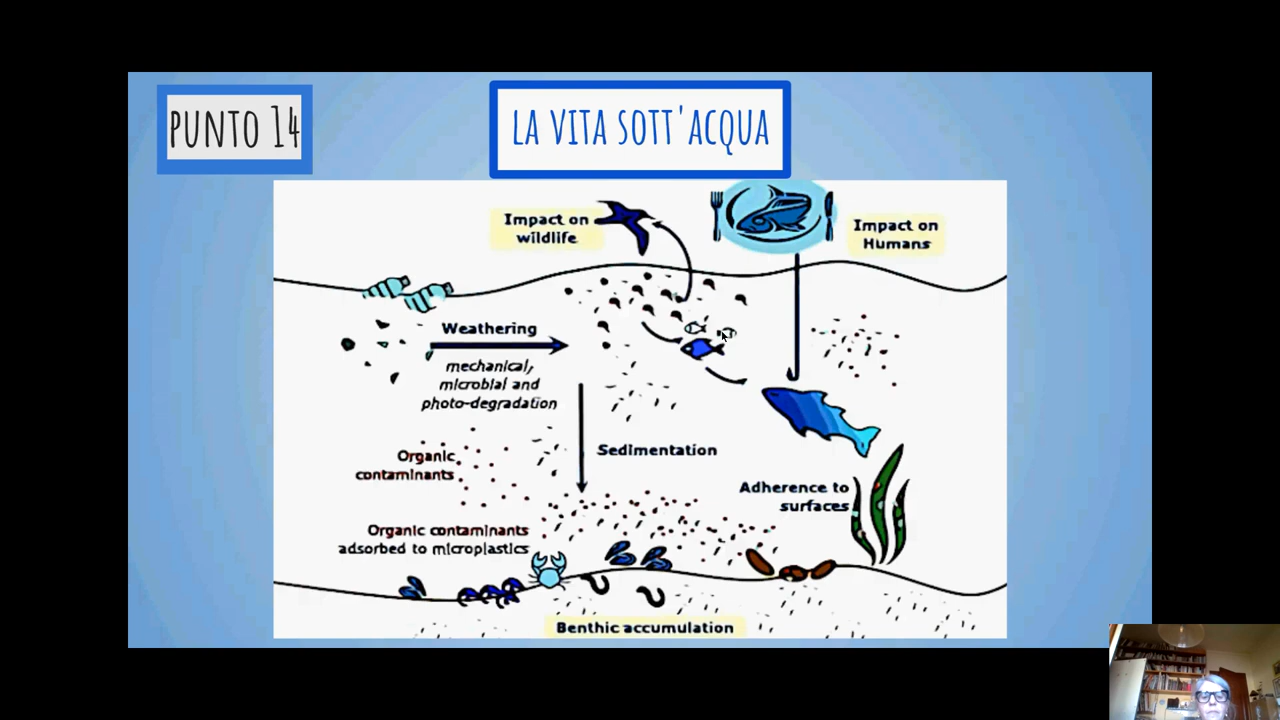 PUNTO 14
LA VITA SOTT'ACQUA
Impact on
wildlife
Impact on
Humans
Weathering
mechanical,
microbial and
photo-degradation
Sedimentation
Organic
contaminants
Adherence to
surfaces
Organic contaminants
adsorbed to microplastics
Benthic accumulation